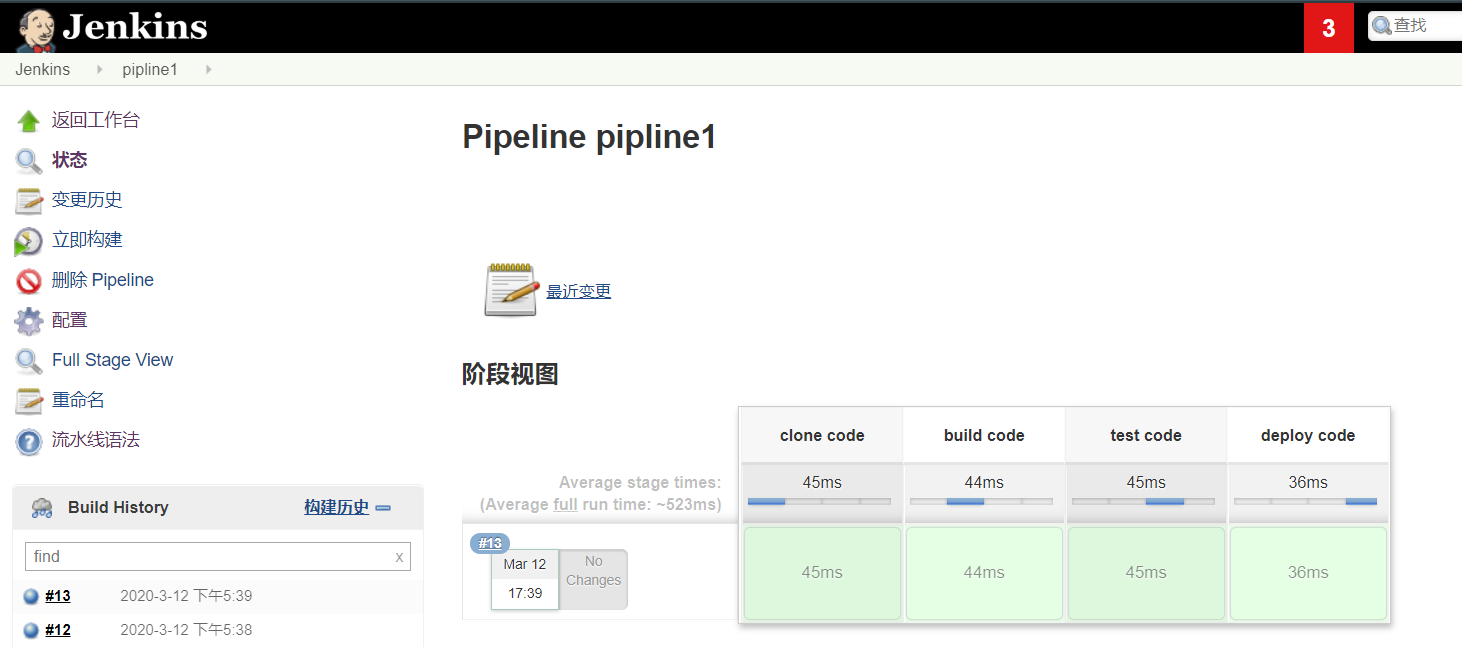 Jenkins
3
查找
Jenkins
pipline1
返回工作台
状态
变更历史
立即构建
删除 Pipeline
配置
Full Stage View
重命名
流水线语法
Build History
构建历史
find
x
#13 2020-3-12 下午5:39
#12 2020-3-12 下午5:38
Pipeline pipline1
最近变更
阶段视图
clone code build code test code deploy code
Average stage times:
(Average full run time: ~523ms)
45ms 44ms 45ms 36ms
#13
Mar 12
17:39
No
Changes
45ms 44ms 45ms 36ms